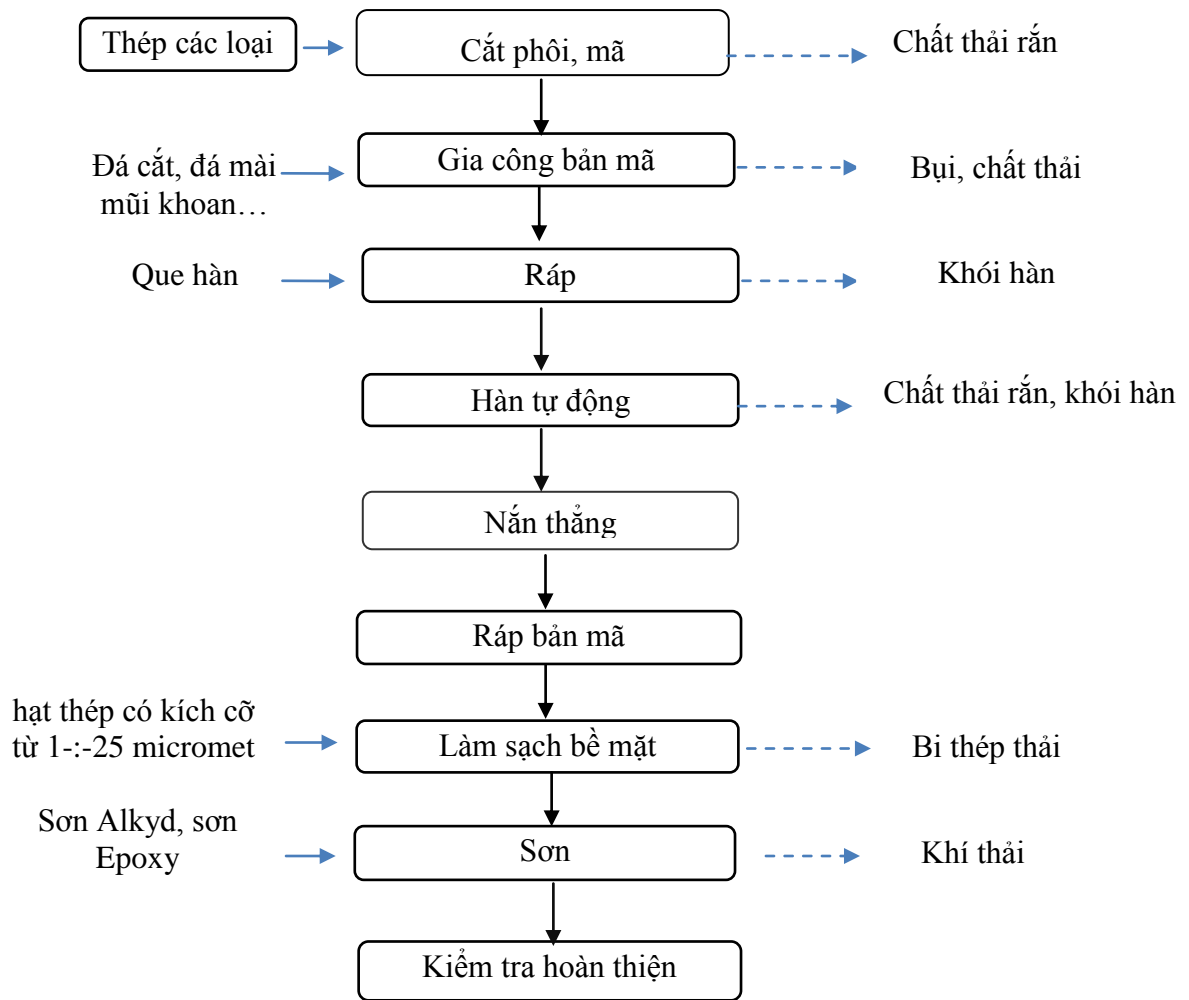 Thép các loại
Cắt phôi, mã
Chất thải rắn
Đá cắt, đá mài
mũi khoan…
Gia công bản mã
Bụi, chất thải
Que hàn
Ráp
Khói hàn
Hàn tự động
Chất thải rắn, khói hàn
Nắn thẳng
Ráp bản mã
hạt thép có kích cỡ
từ 1-:-25 micromet
Làm sạch bề mặt
Bi thép thải
Sơn Alkyd, sơn
Epoxy
Sơn
Khí thải
Kiểm tra hoàn thiện